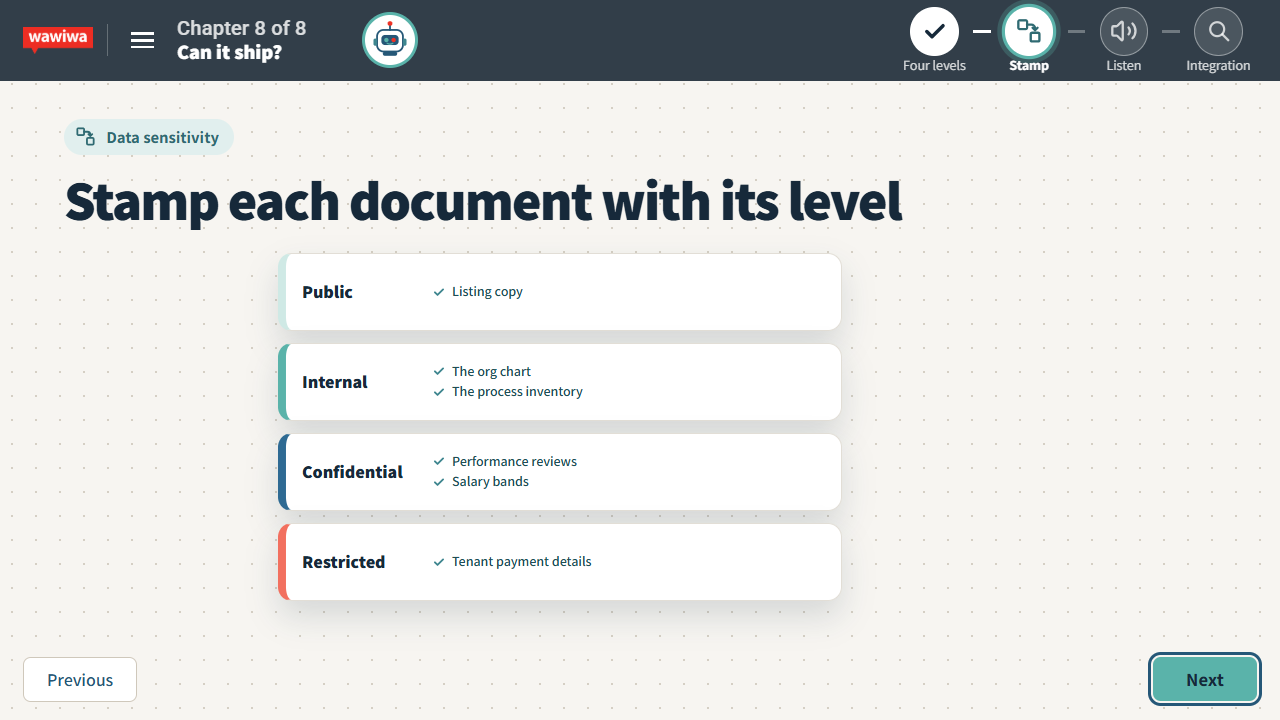 wawiwa
Chapter 8 of 8
Can it ship?
Four levels
Stamp
Listen
Integration
Data sensitivity
Stamp each document with its level
Public
Listing copy
Internal
The org chart
The process inventory
Confidential
Performance reviews
Salary bands
Restricted
Tenant payment details
Previous
Next